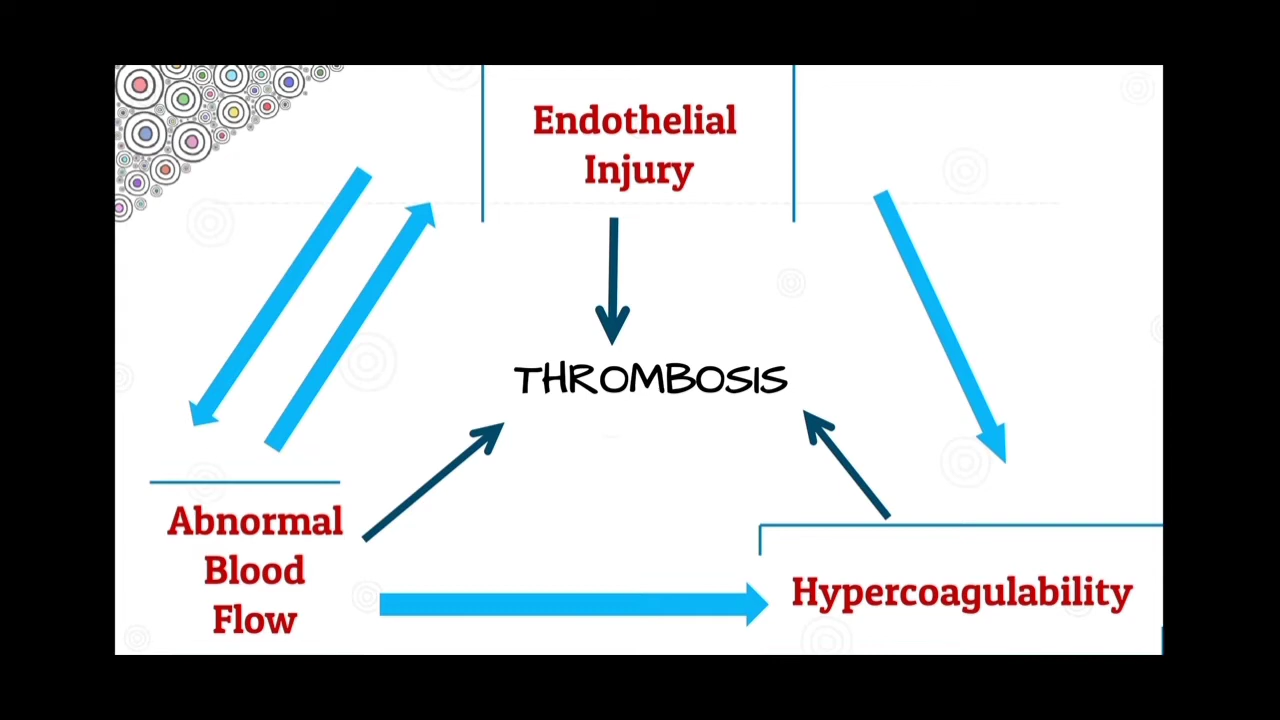 Endothelial
Injury
THROMBOSIS
Abnormal
Blood
Flow
Hypercoagulability